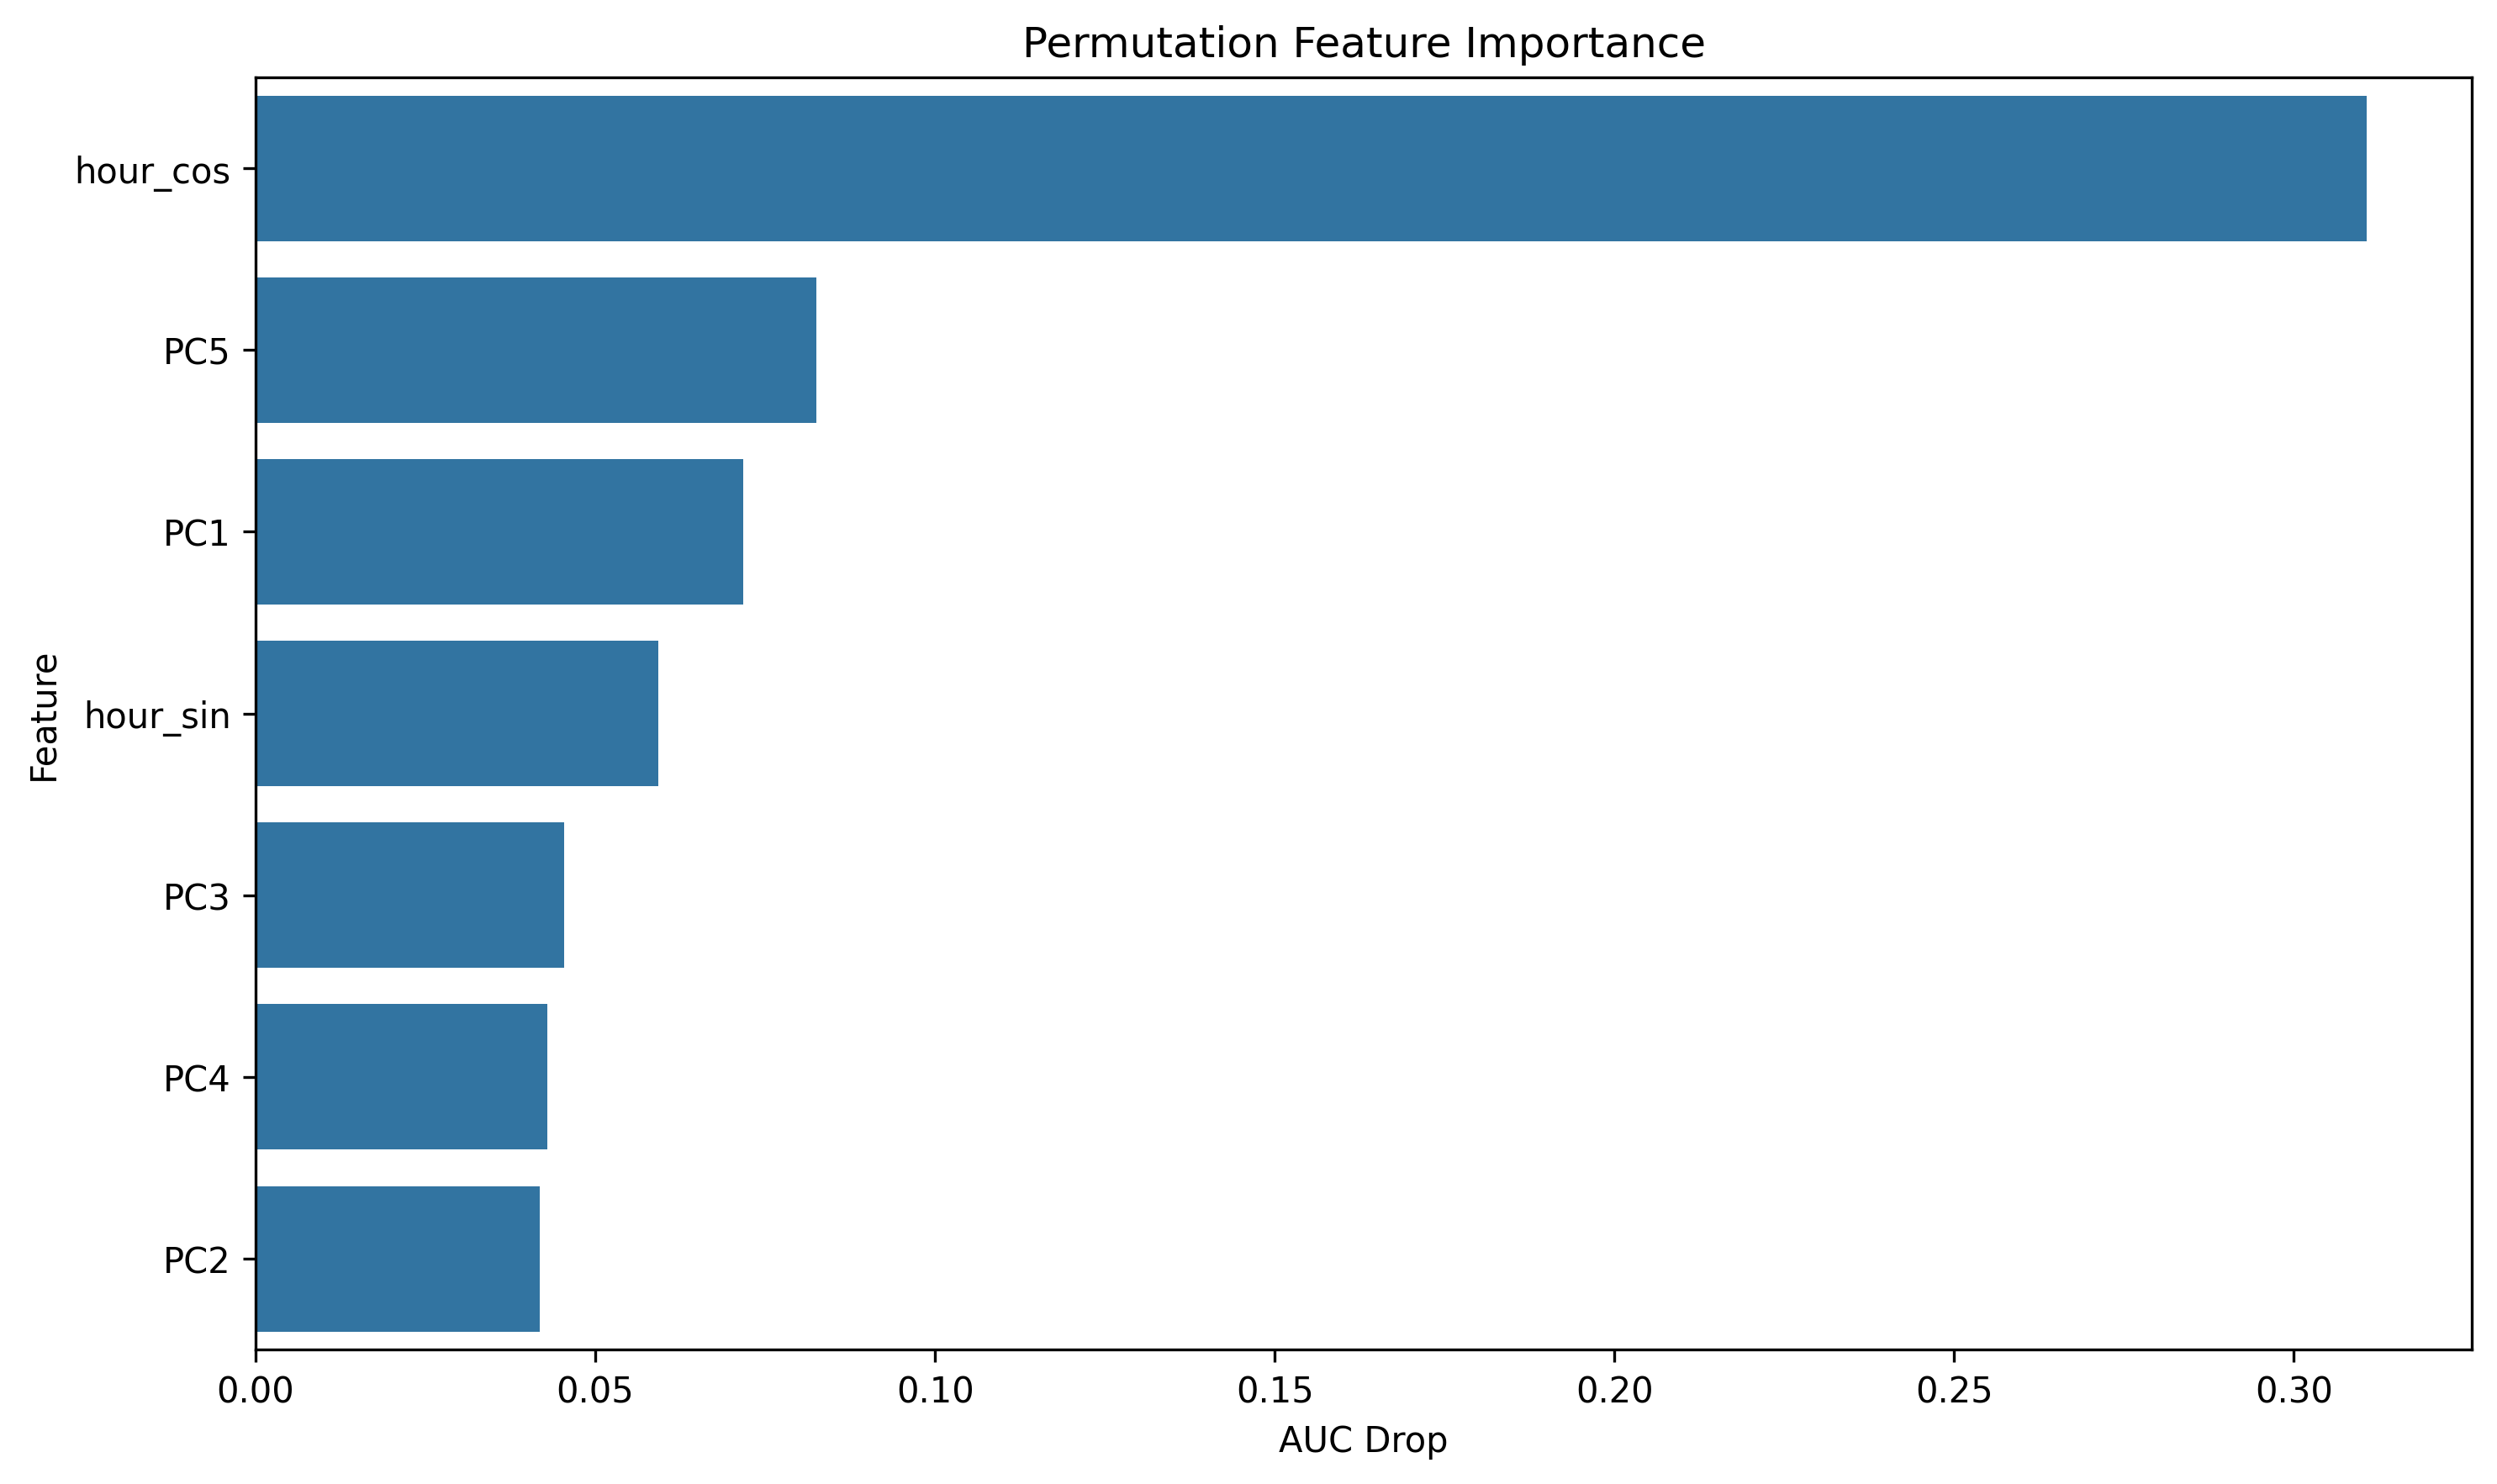 Permutation Feature Importance
hour_cos
PC5
PC1
hour_sin
PC3
PC4
PC2
Feature
0.00 0.05 0.10 0.15 0.20 0.25 0.30
AUC Drop